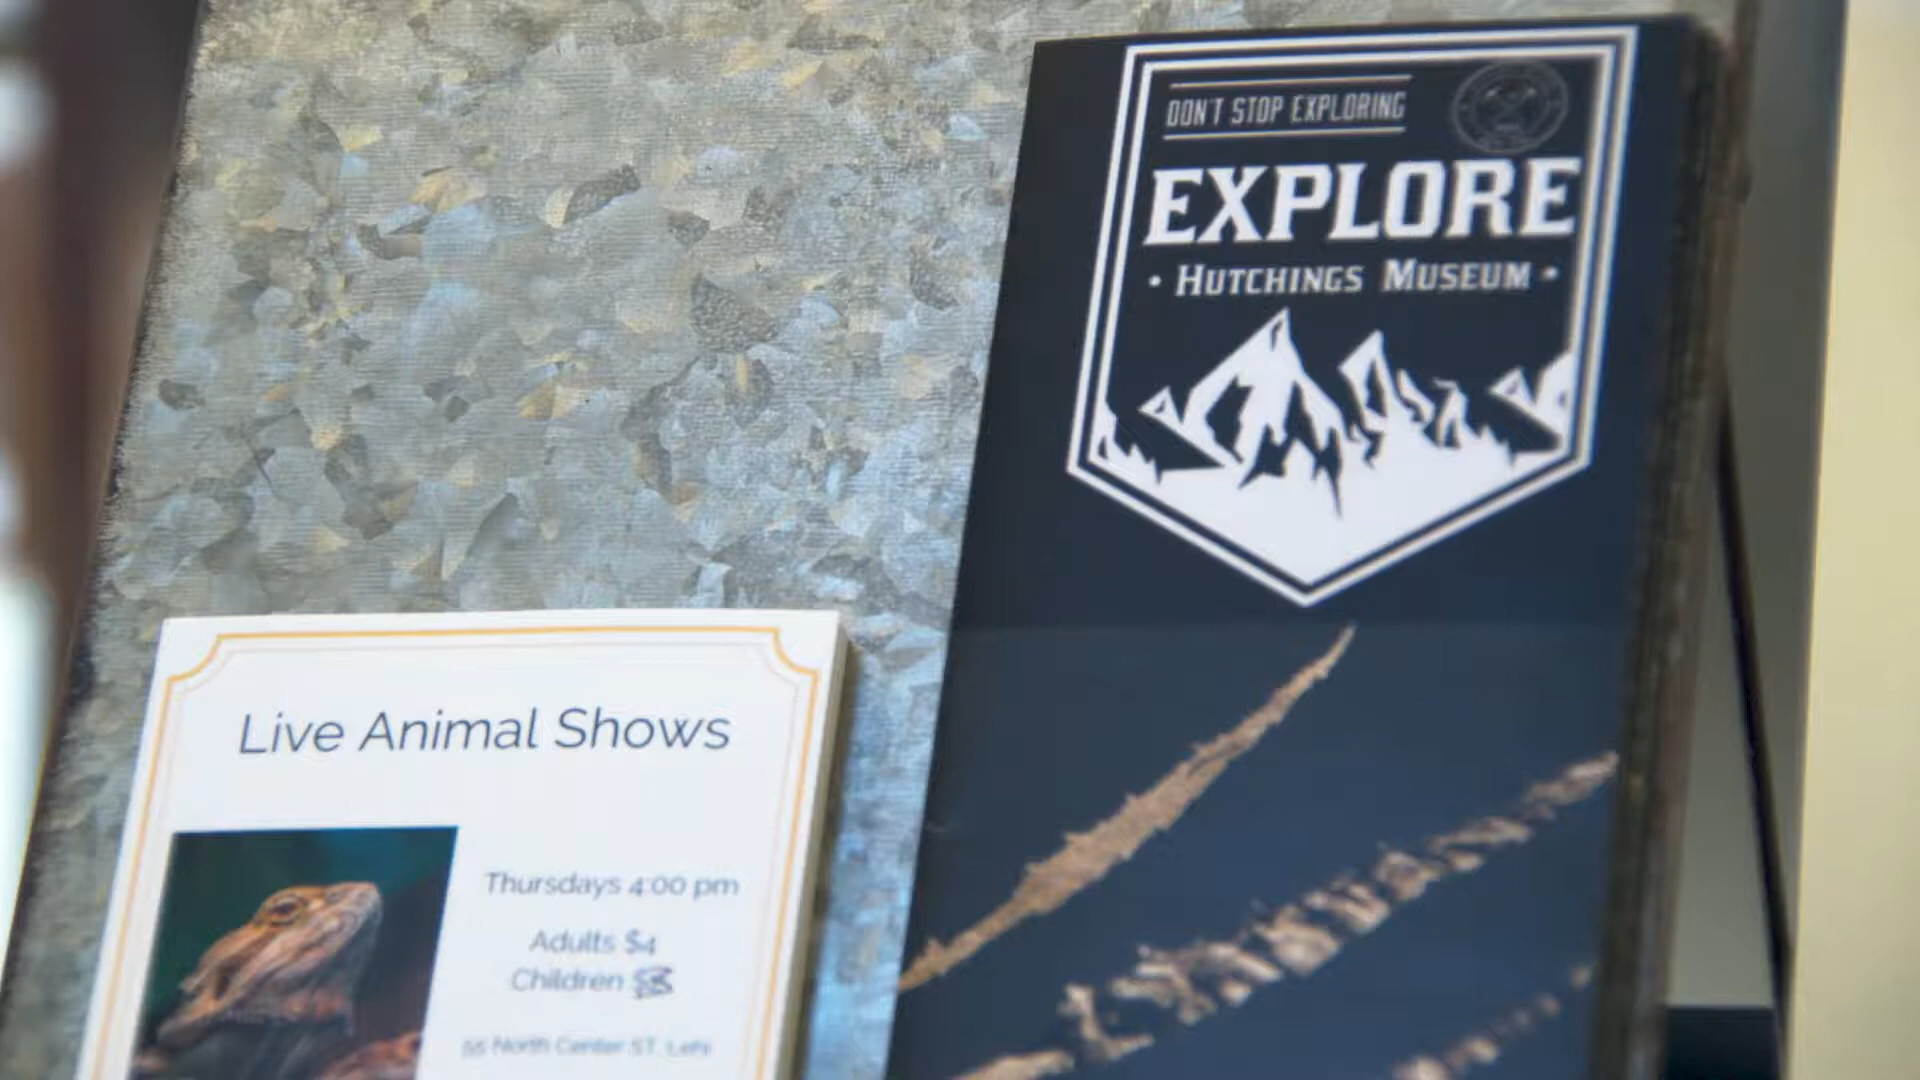 DON'T STOP EXPLORING
EXPLORE
• HUTCHINGS MUSEUM •
Live Animal Shows
Thursdays 4:00 pm
Adults $4
Children $3
55 North Center ST. Lehi